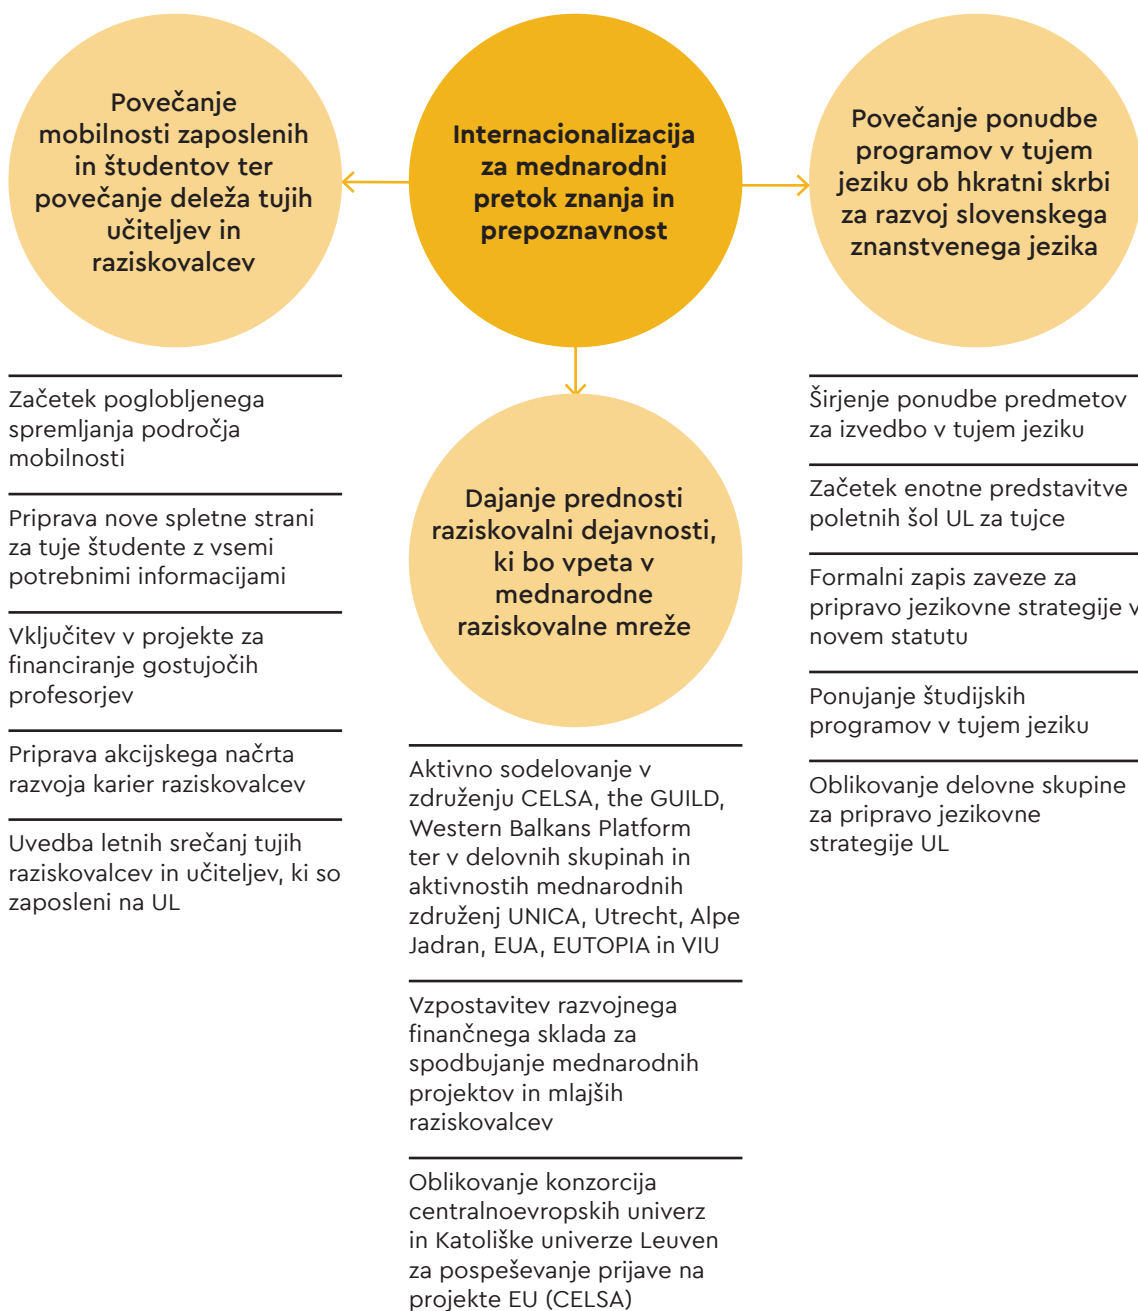 Povečanje
mobilnosti zaposlenih
in študentov ter
povečanje deleža tujih
učiteljev in
raziskovalcev
Internacionalizacija
za mednarodni
pretok znanja in
prepoznavnost
Povečanje ponudbe
programov v tujem
jeziku ob hkratni skrbi
za razvoj slovenskega
znanstvenega jezika
Začetek poglobljenega
spremljanja področja
mobilnosti
Priprava nove spletne strani
za tuje študente z vsemi
potrebnimi informacijami
Vključitev v projekte za
financiranje gostujočih
profesorjev
Priprava akcijskega načrta
razvoja karier raziskovalcev
Uvedba letnih srečanj tujih
raziskovalcev in učiteljev, ki so
zaposleni na UL
Dajanje prednosti
raziskovalni dejavnosti,
ki bo vpeta v
mednarodne
raziskovalne mreže
Aktivno sodelovanje v
združenju CELSA, the GUILD,
Western Balkans Platform
ter v delovnih skupinah in
aktivnostih mednarodnih
združenj UNICA, Utrecht, Alpe
Jadran, EUA, EUTOPIA in VIU
Vzpostavitev razvojnega
finančnega sklada za
spodbujanje mednarodnih
projektov in mlajših
raziskovalcev
Oblikovanje konzorcija
centralnoevropskih univerz
in Katoliške univerze Leuven
za pospeševanje prijave na
projekte EU (CELSA)
Širjenje ponudbe predmetov
za izvedbo v tujem jeziku
Začetek enotne predstavitve
poletnih šol UL za tujce
Formalni zapis zaveze za
pripravo jezikovne strategije v
novem statutu
Ponujanje študijskih
programov v tujem jeziku
Oblikovanje delovne skupine
za pripravo jezikovne
strategije UL